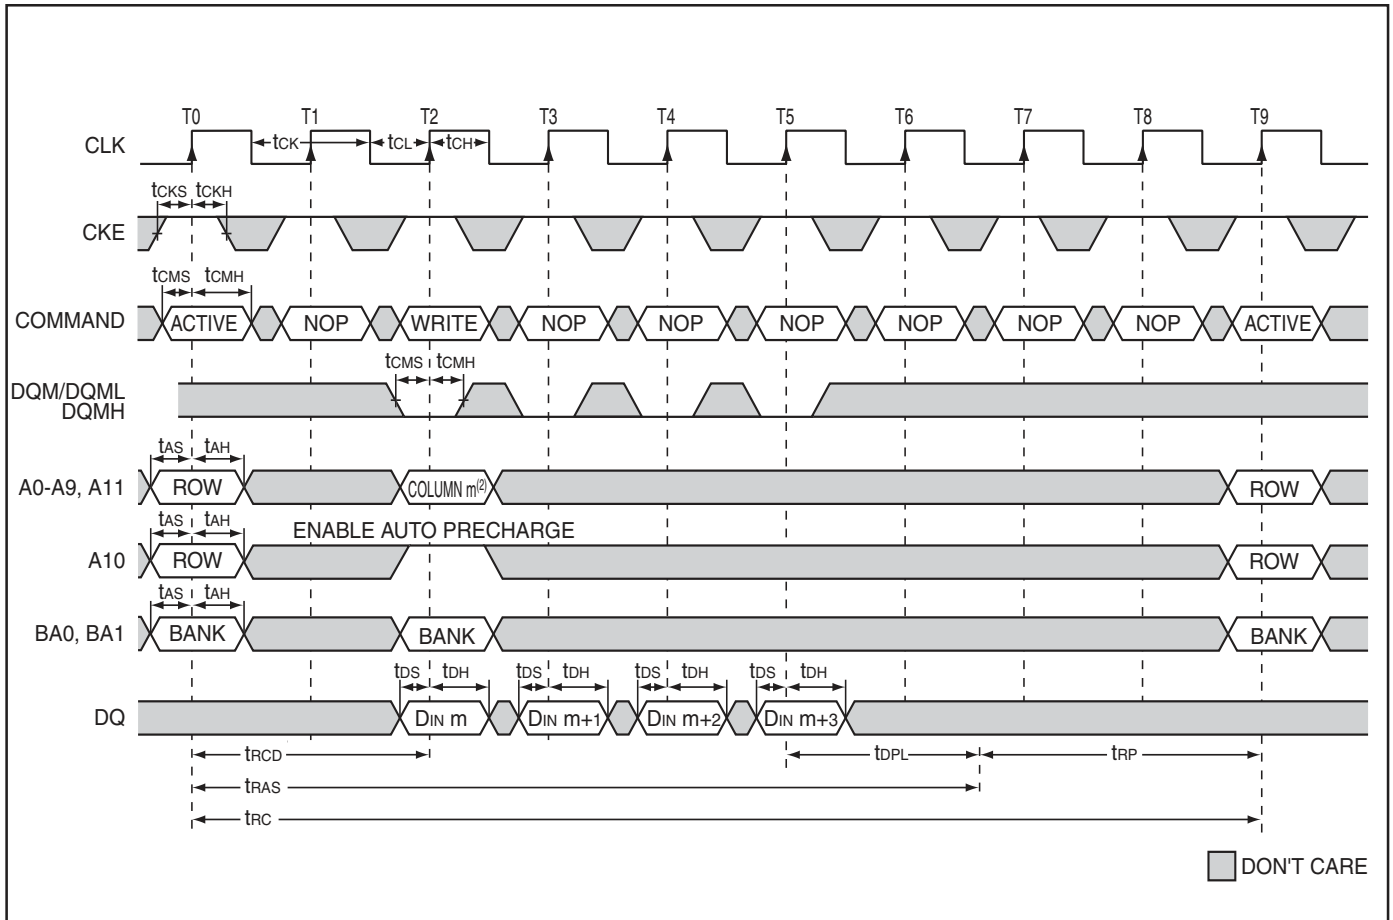 T0 T1 T2 T3 T4 T5 T6 T7 T8 T9
CLK tCK tCL tCH
tCKS tCKH
CKE
tCMS tCMH
COMMAND ACTIVE NOP WRITE NOP NOP NOP NOP NOP NOP ACTIVE
tCMS tCMH
DQM/DQML
DQMH
tAS tAH
A0-A9, A11 ROW COLUMN m(2) ROW
tAS tAH ENABLE AUTO PRECHARGE
A10 ROW ROW
tAS tAH
BA0, BA1 BANK BANK BANK
tDS tDH tDS tDH tDS tDH tDS tDH
DQ DIN m DIN m+1 DIN m+2 DIN m+3
tRCD tDPL tRP
tRAS
tRC
DON'T CARE